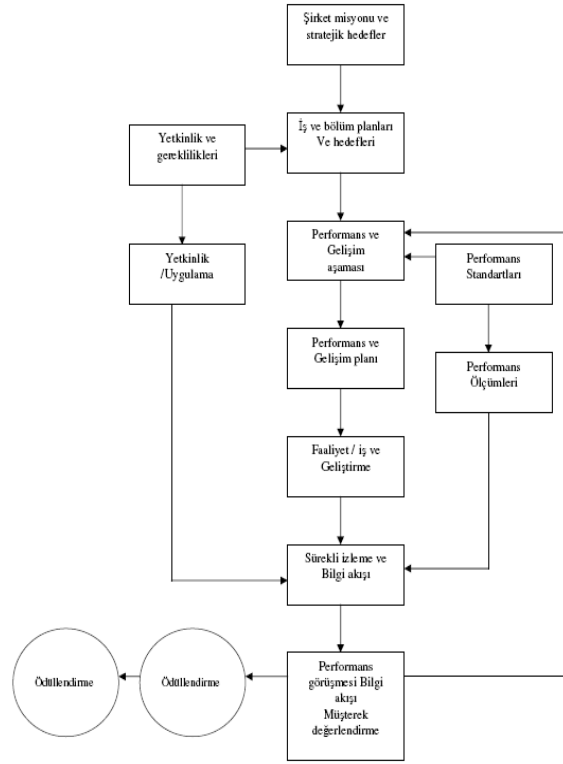 Şirket misyonu ve
stratejik hedefler
İş ve bölüm planları
Ve hedefleri
Yetkinlik ve
gereklilikleri
Performans ve
Gelişim
aşaması
Yetkinlik
/Uygulama
Performans
Standartları
Performans ve
Gelişim planı
Performans
Ölçümleri
Faaliyet / iş ve
Geliştirme
Sürekli izleme ve
Bilgi akışı
Ödüllendirme
Ödüllendirme
Performans
görüşmesi Bilgi
akışı
Müşterek
değerlendirme